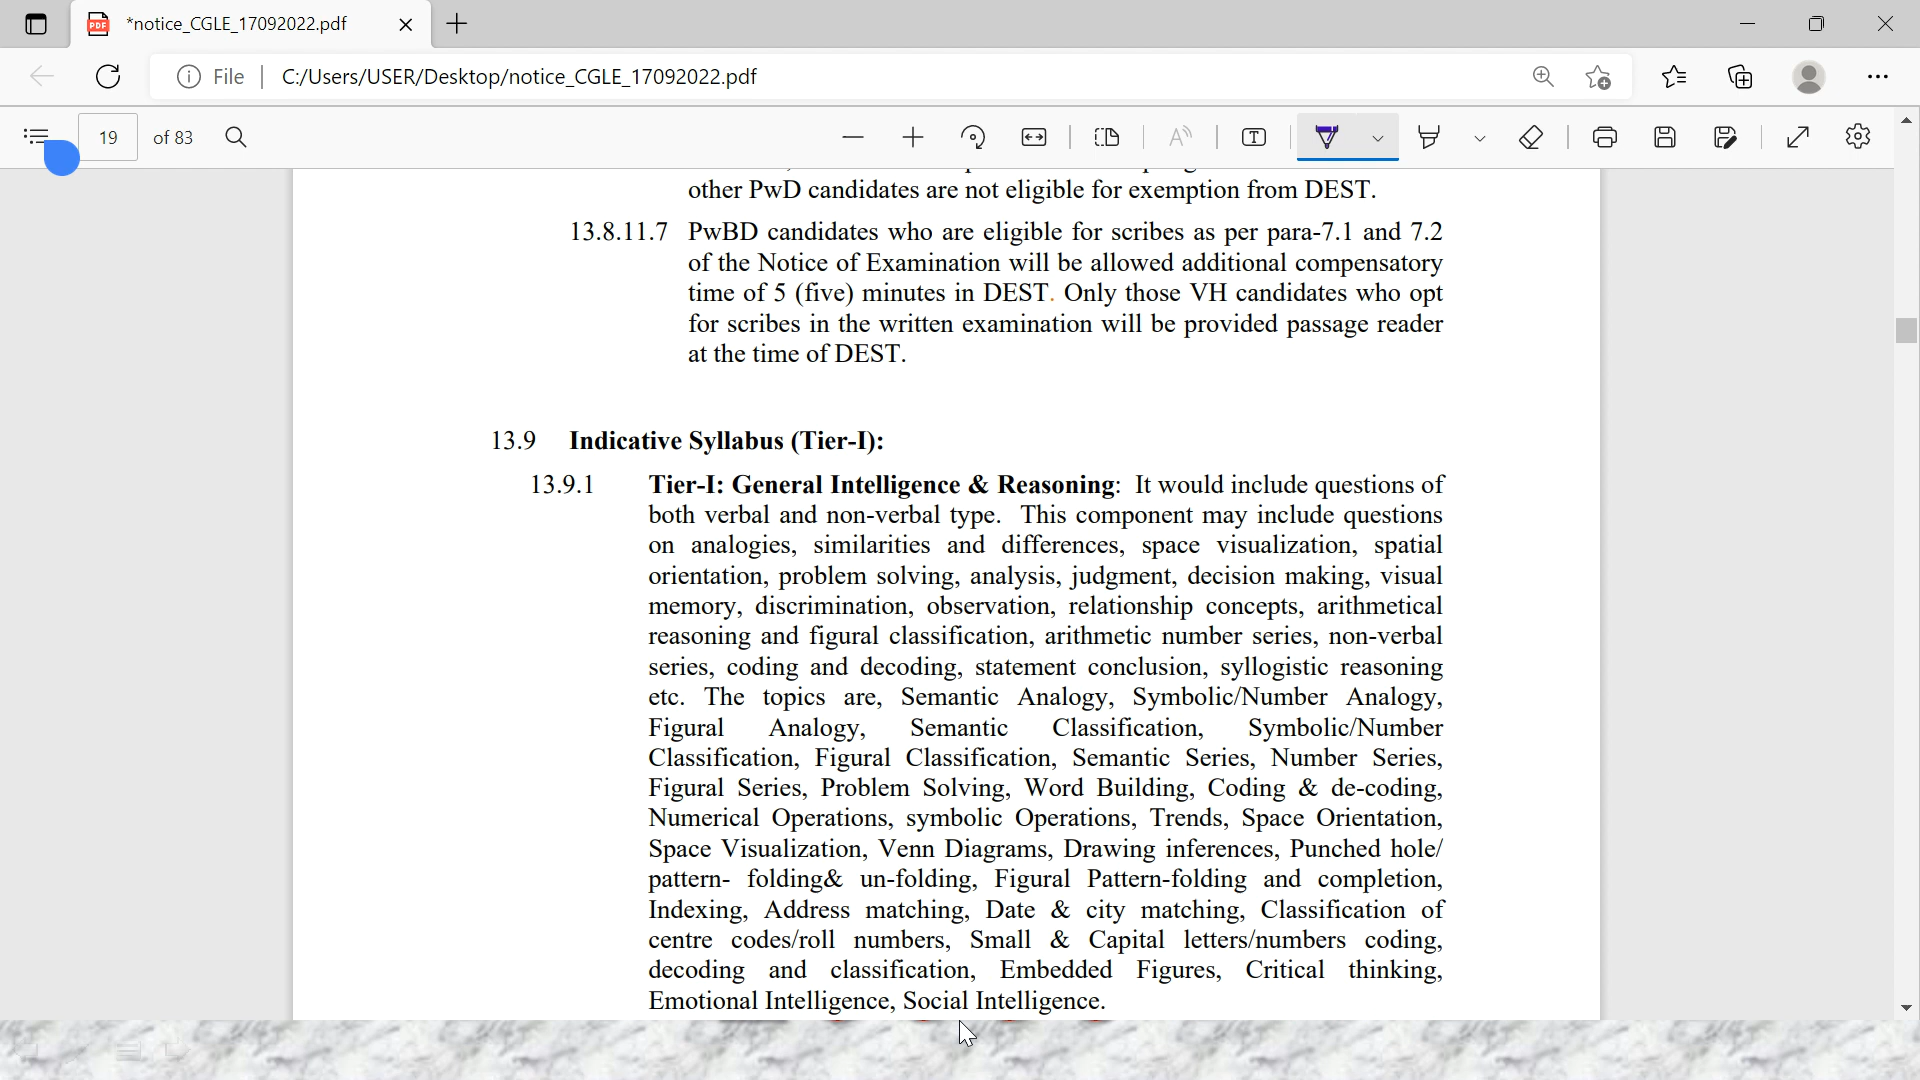 *notice_CGLE_17092022.pdf
File
C:/Users/USER/Desktop/notice_CGLE_17092022.pdf
19 of 83
other PwD candidates are not eligible for exemption from DEST.
13.8.11.7 PwBD candidates who are eligible for scribes as per para-7.1 and 7.2
of the Notice of Examination will be allowed additional compensatory
time of 5 (five) minutes in DEST. Only those VH candidates who opt
for scribes in the written examination will be provided passage reader
at the time of DEST.
13.9 Indicative Syllabus (Tier-I):
13.9.1 Tier-I: General Intelligence & Reasoning: It would include questions of
both verbal and non-verbal type. This component may include questions
on analogies, similarities and differences, space visualization, spatial
orientation, problem solving, analysis, judgment, decision making, visual
memory, discrimination, observation, relationship concepts, arithmetical
reasoning and figural classification, arithmetic number series, non-verbal
series, coding and decoding, statement conclusion, syllogistic reasoning
etc. The topics are, Semantic Analogy, Symbolic/Number Analogy,
Figural Analogy, Semantic Classification, Symbolic/Number
Classification, Figural Classification, Semantic Series, Number Series,
Figural Series, Problem Solving, Word Building, Coding & de-coding,
Numerical Operations, symbolic Operations, Trends, Space Orientation,
Space Visualization, Venn Diagrams, Drawing inferences, Punched hole/
pattern- folding& un-folding, Figural Pattern-folding and completion,
Indexing, Address matching, Date & city matching, Classification of
centre codes/roll numbers, Small & Capital letters/numbers coding,
decoding and classification, Embedded Figures, Critical thinking,
Emotional Intelligence, Social Intelligence.